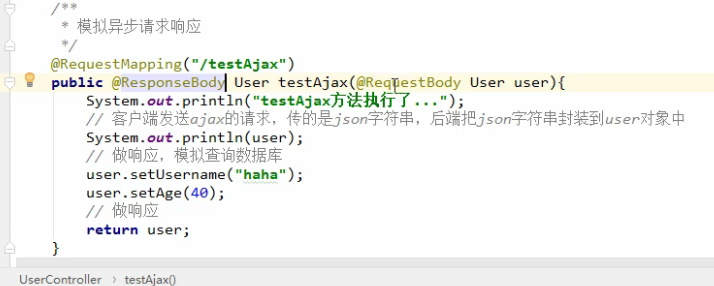 /**
 * 模拟异步请求响应
 */
@RequestMapping("/testAjax")
public @ResponseBody User testAjax(@RequestBody User user){
System.out.println("testAjax方法执行了...");
// 客户端发送ajax的请求，传的是json字符串，后端把json字符串封装到user对象中
System.out.println(user);
// 做响应，模拟查询数据库
user.setUsername("haha");
user.setAge(40);
// 做响应
return user;
}
UserController › testAjax()